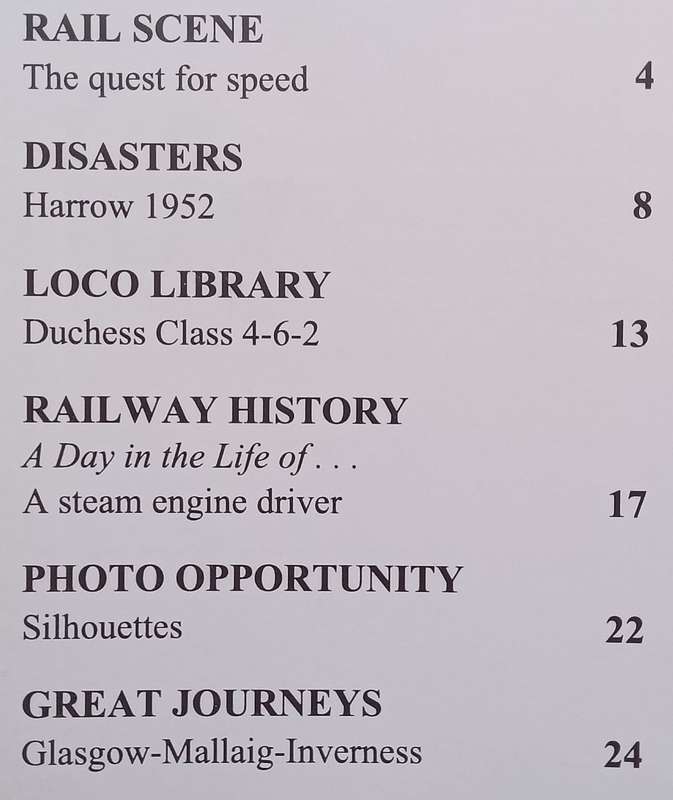 RAIL SCENE
The quest for speed 4
DISASTERS
Harrow 1952 8
LOCO LIBRARY
Duchess Class 4-6-2 13
RAILWAY HISTORY
A Day in the Life of . . .
A steam engine driver 17
PHOTO OPPORTUNITY
Silhouettes 22
GREAT JOURNEYS
Glasgow-Mallaig-Inverness 24